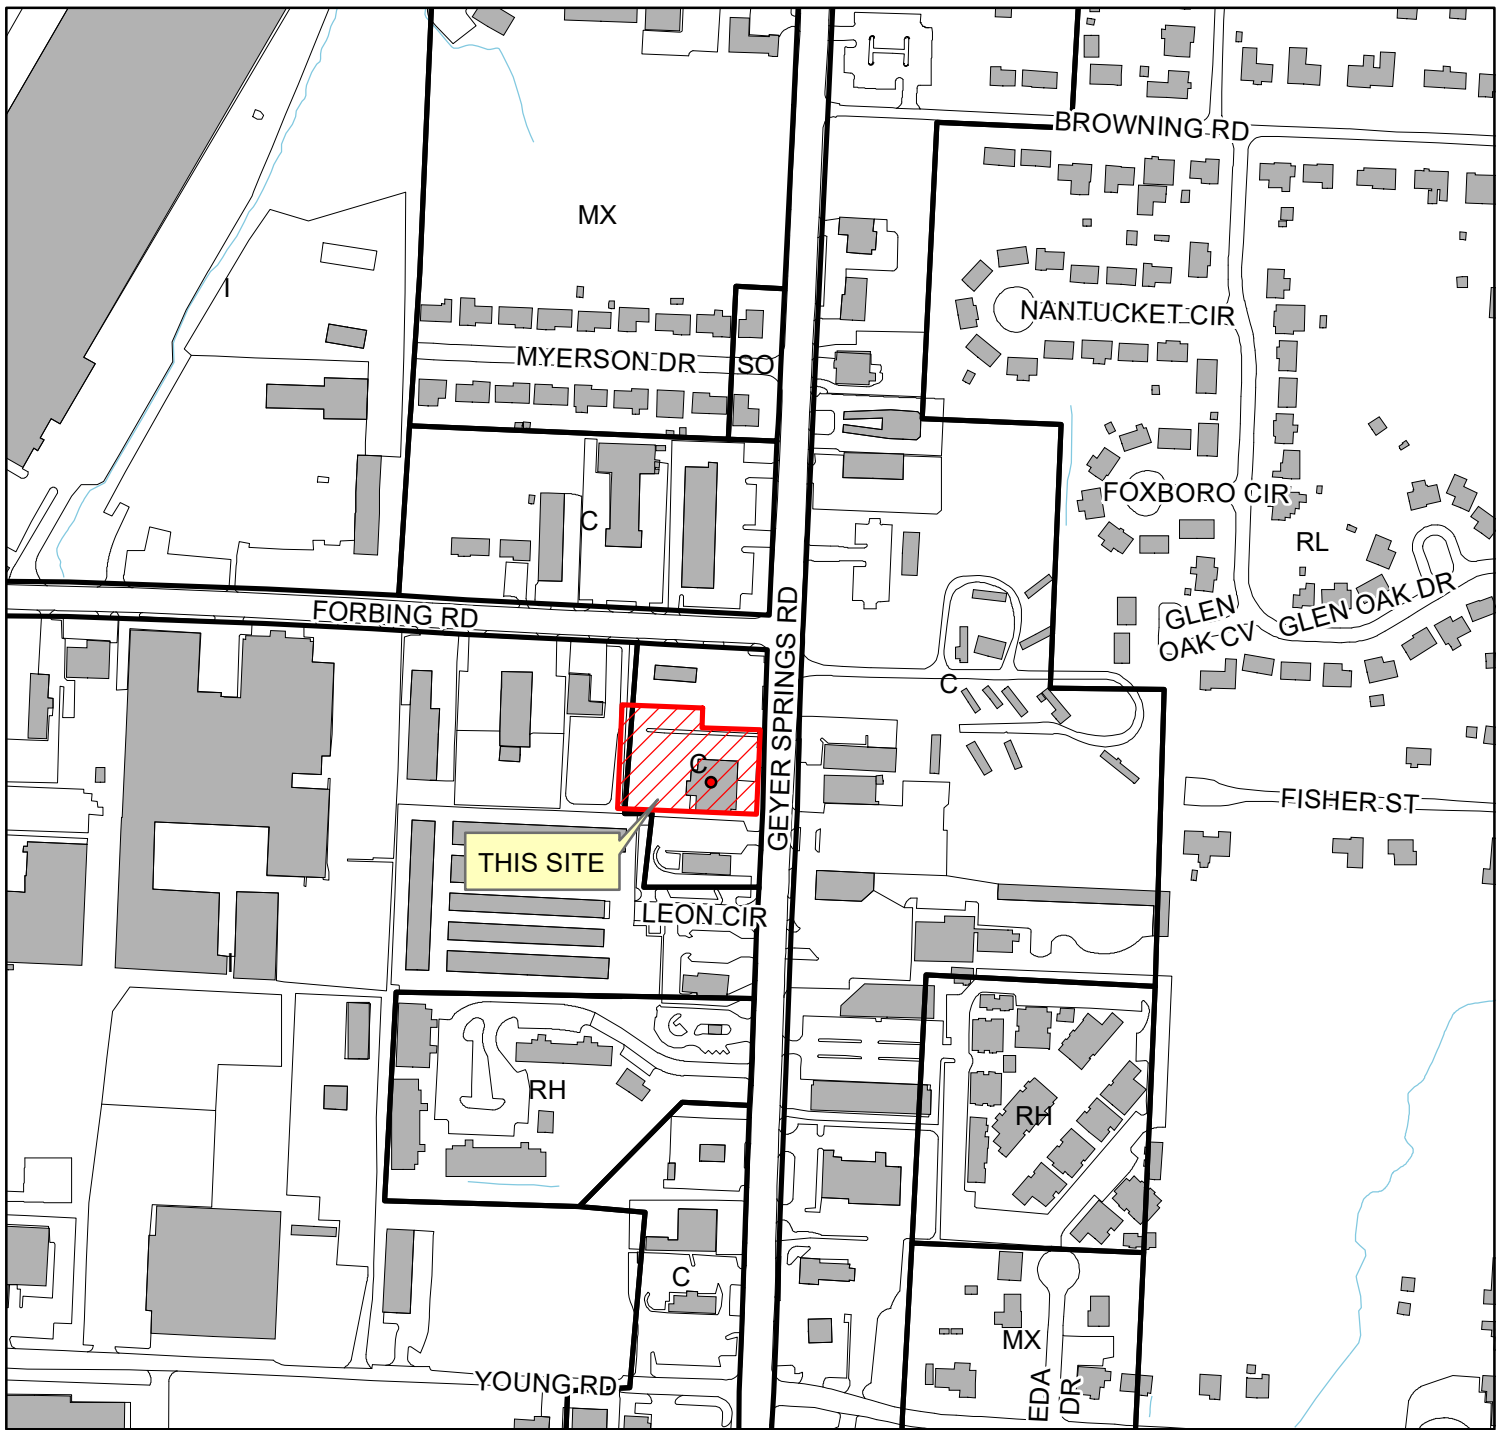 BROWNING RD
MX
I
NANTUCKET CIR
MYERSON DR
SO
FOXBORO CIR
C
RL
FORBING RD
GLEN
OAK CV
GLEN OAK DR
GEYER SPRINGS RD
C
C
FISHER ST
THIS SITE
LEON CIR
I
RH
RH
C
MX
YOUNG RD
EDA
DR